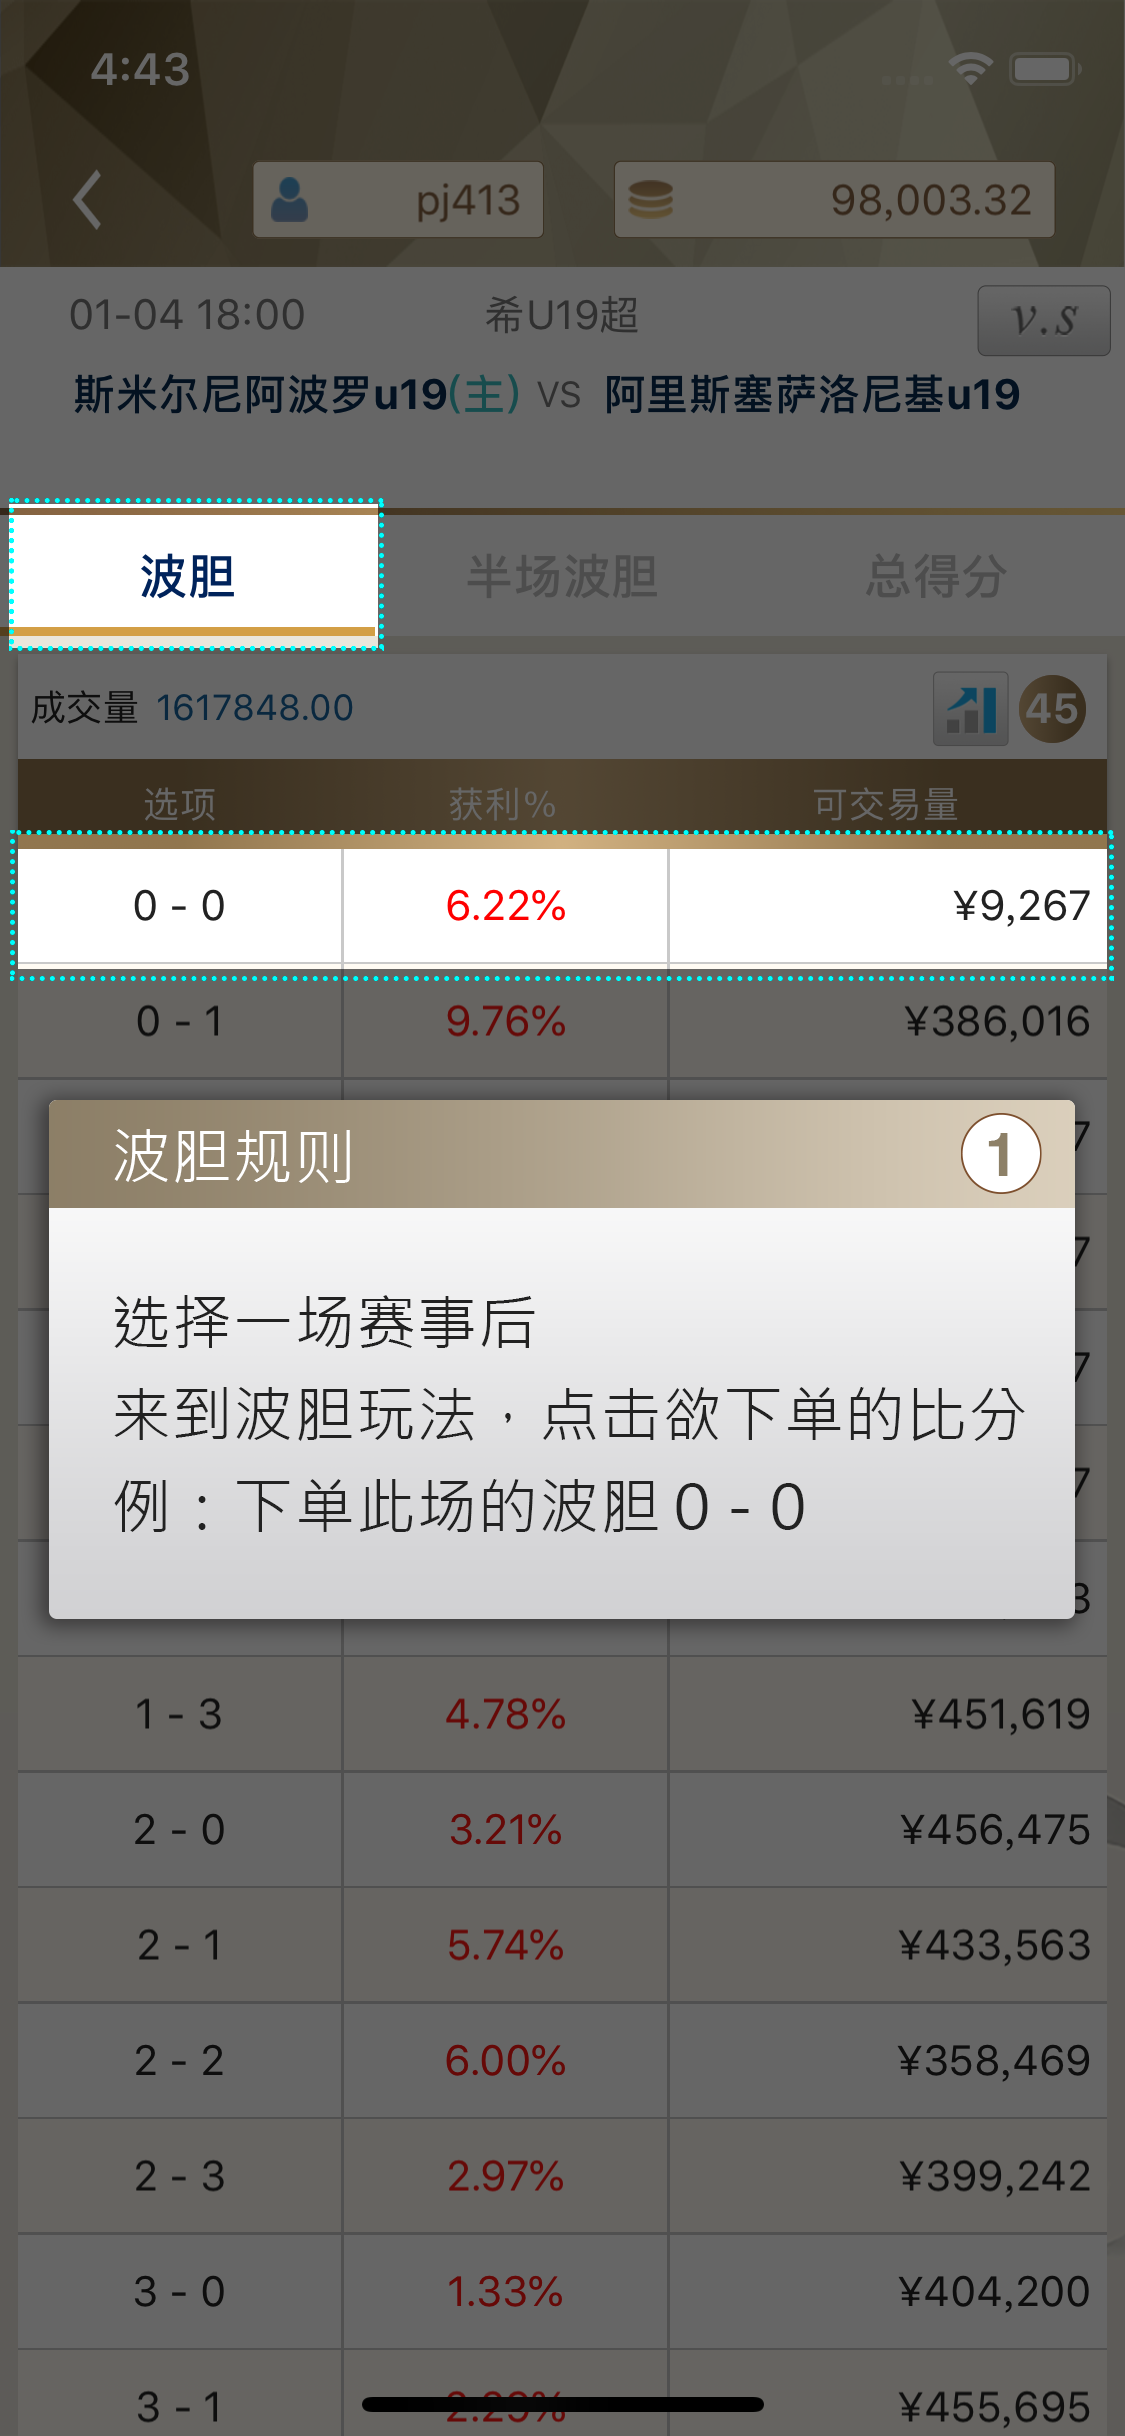 4:43
pj413
98,003.32
01-04 18:00
希U19超
v.s
斯米尔尼阿波罗u19(主) VS 阿里斯塞萨洛尼基u19
波胆
半场波胆
总得分
成交量 1617848.00
45
选项 获利% 可交易量
0 - 0 6.22% ¥9,267
0 - 1 9.76% ¥386,016
7
波胆规则 1
7
选择一场赛事后
7
来到波胆玩法，点击欲下单的比分
7
例：下单此场的波胆 0 - 0
3
1 - 3 4.78% ¥451,619
2 - 0 3.21% ¥456,475
2 - 1 5.74% ¥433,563
2 - 2 6.00% ¥358,469
2 - 3 2.97% ¥399,242
3 - 0 1.33% ¥404,200
3 - 1 ¥455,695